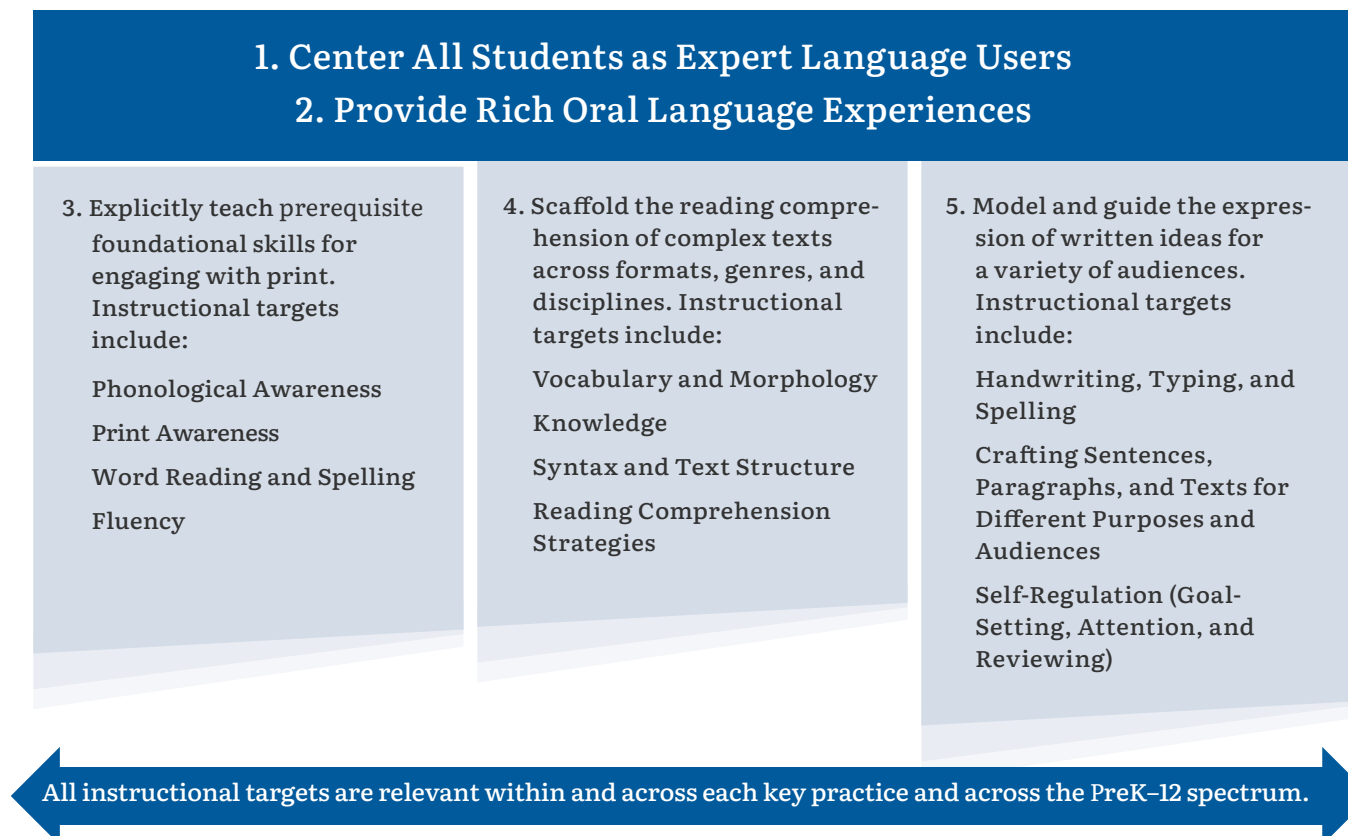 1. Center All Students as Expert Language Users
2. Provide Rich Oral Language Experiences
3. Explicitly teach prerequisite
foundational skills for
engaging with print.
Instructional targets
include:
Phonological Awareness
Print Awareness
Word Reading and Spelling
Fluency
4. Scaffold the reading compre-
hension of complex texts
across formats, genres, and
disciplines. Instructional
targets include:
Vocabulary and Morphology
Knowledge
Syntax and Text Structure
Reading Comprehension
Strategies
5. Model and guide the expres-
sion of written ideas for
a variety of audiences.
Instructional targets
include:
Handwriting, Typing, and
Spelling
Crafting Sentences,
Paragraphs, and Texts for
Different Purposes and
Audiences
Self-Regulation (Goal-
Setting, Attention, and
Reviewing)
All instructional targets are relevant within and across each key practice and across the PreK–12 spectrum.